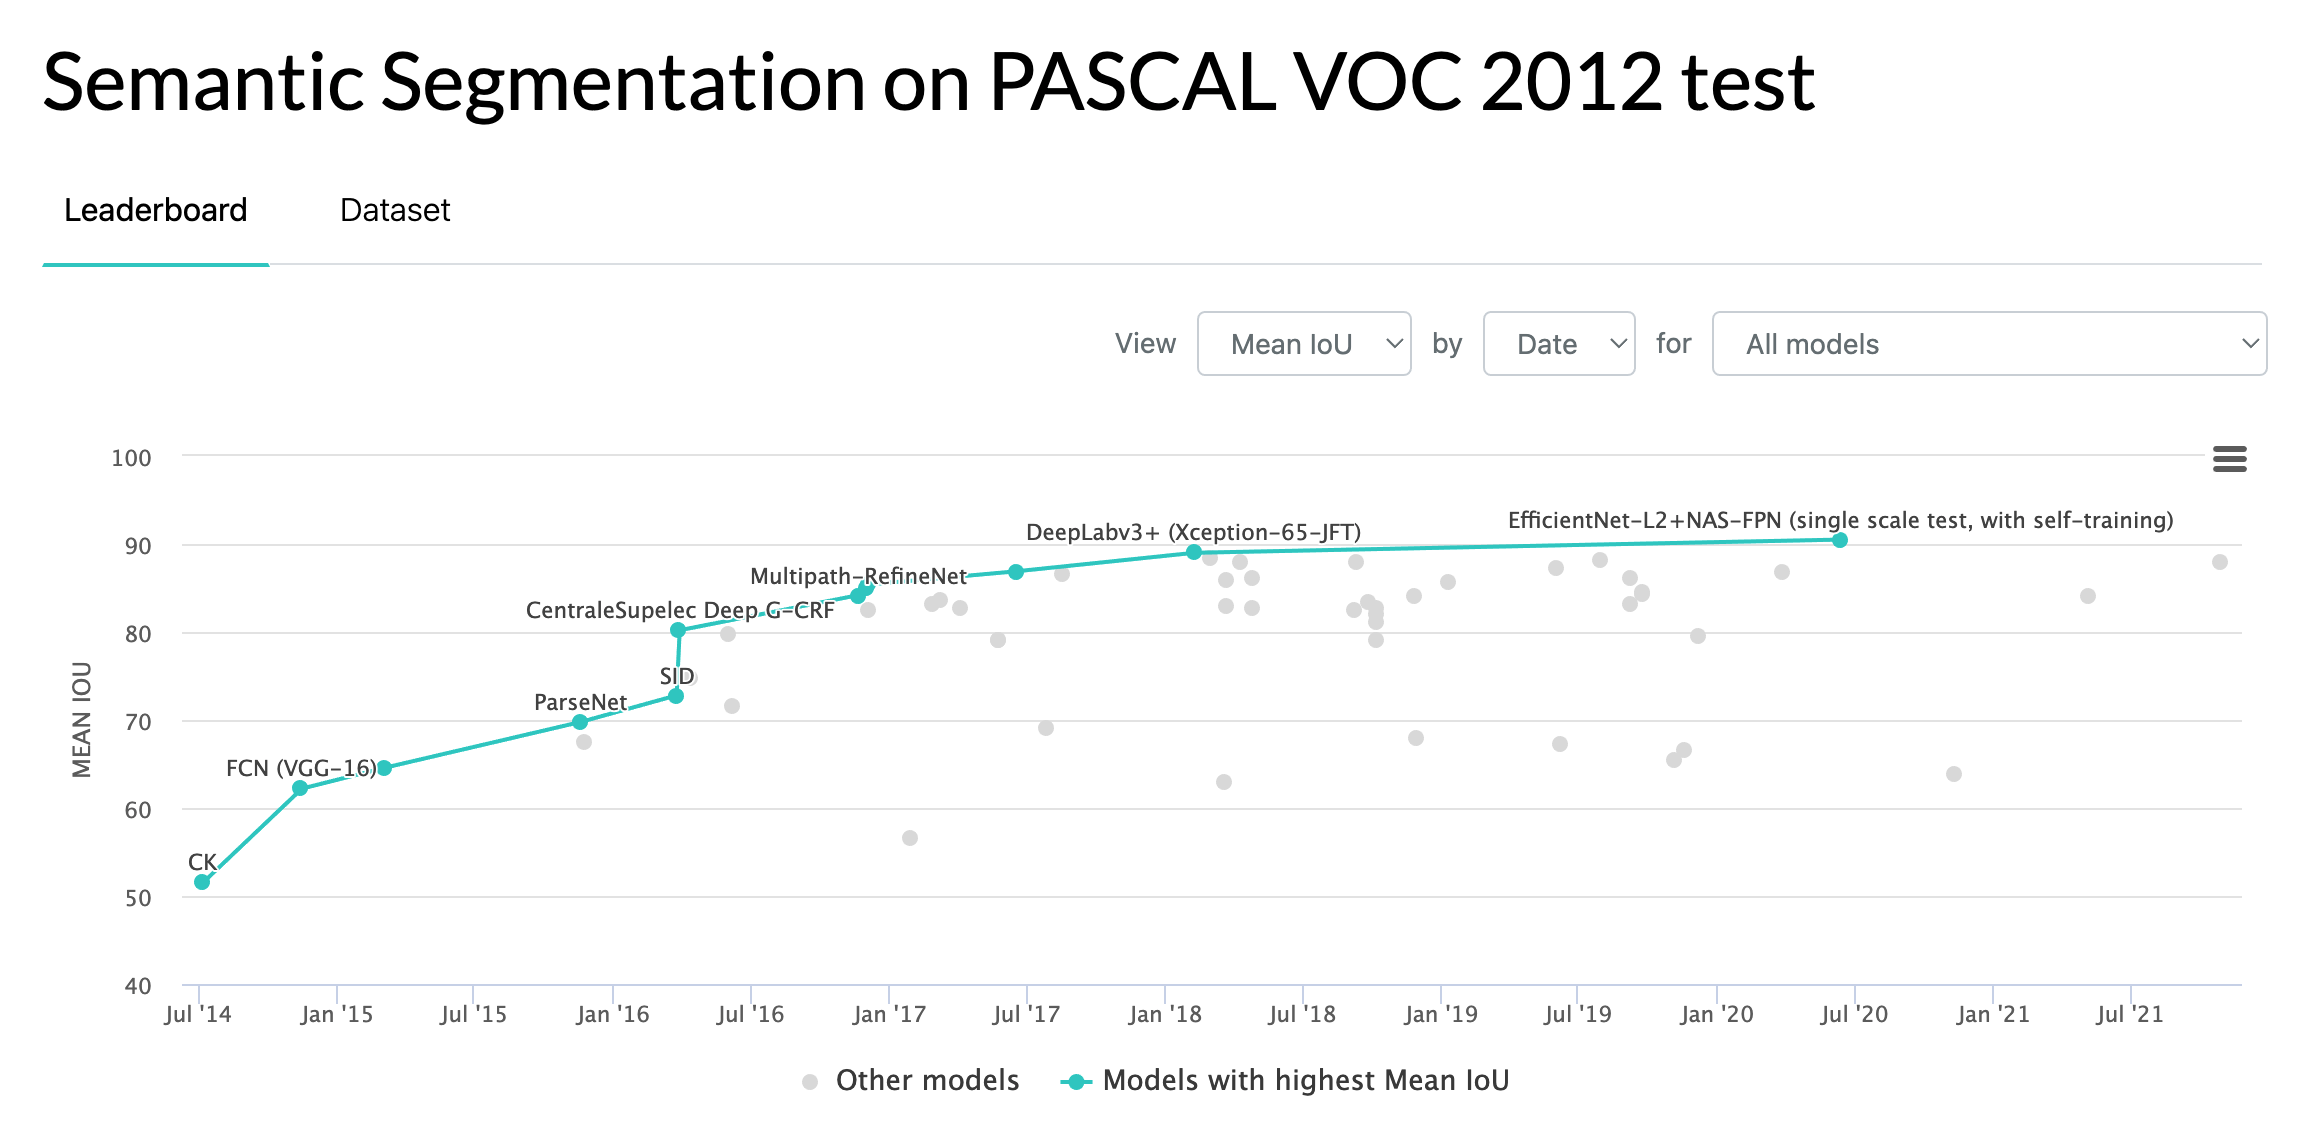 Semantic Segmentation on PASCAL VOC 2012 test
Leaderboard Dataset
View Mean IoU by Date for All models
100
EfficientNet-L2+NAS-FPN (single scale test, with self-training)
DeepLabv3+ (Xception-65-JFT)
90
Multipath-RefineNet
CentraleSupelec Deep G-CRF
80
SID
ParseNet
70
MEAN IOU
FCN (VGG-16)
60
CK
50
40
Jul '14 Jan '15 Jul '15 Jan '16 Jul '16 Jan '17 Jul '17 Jan '18 Jul '18 Jan '19 Jul '19 Jan '20 Jul '20 Jan '21 Jul '21
Other models Models with highest Mean IoU